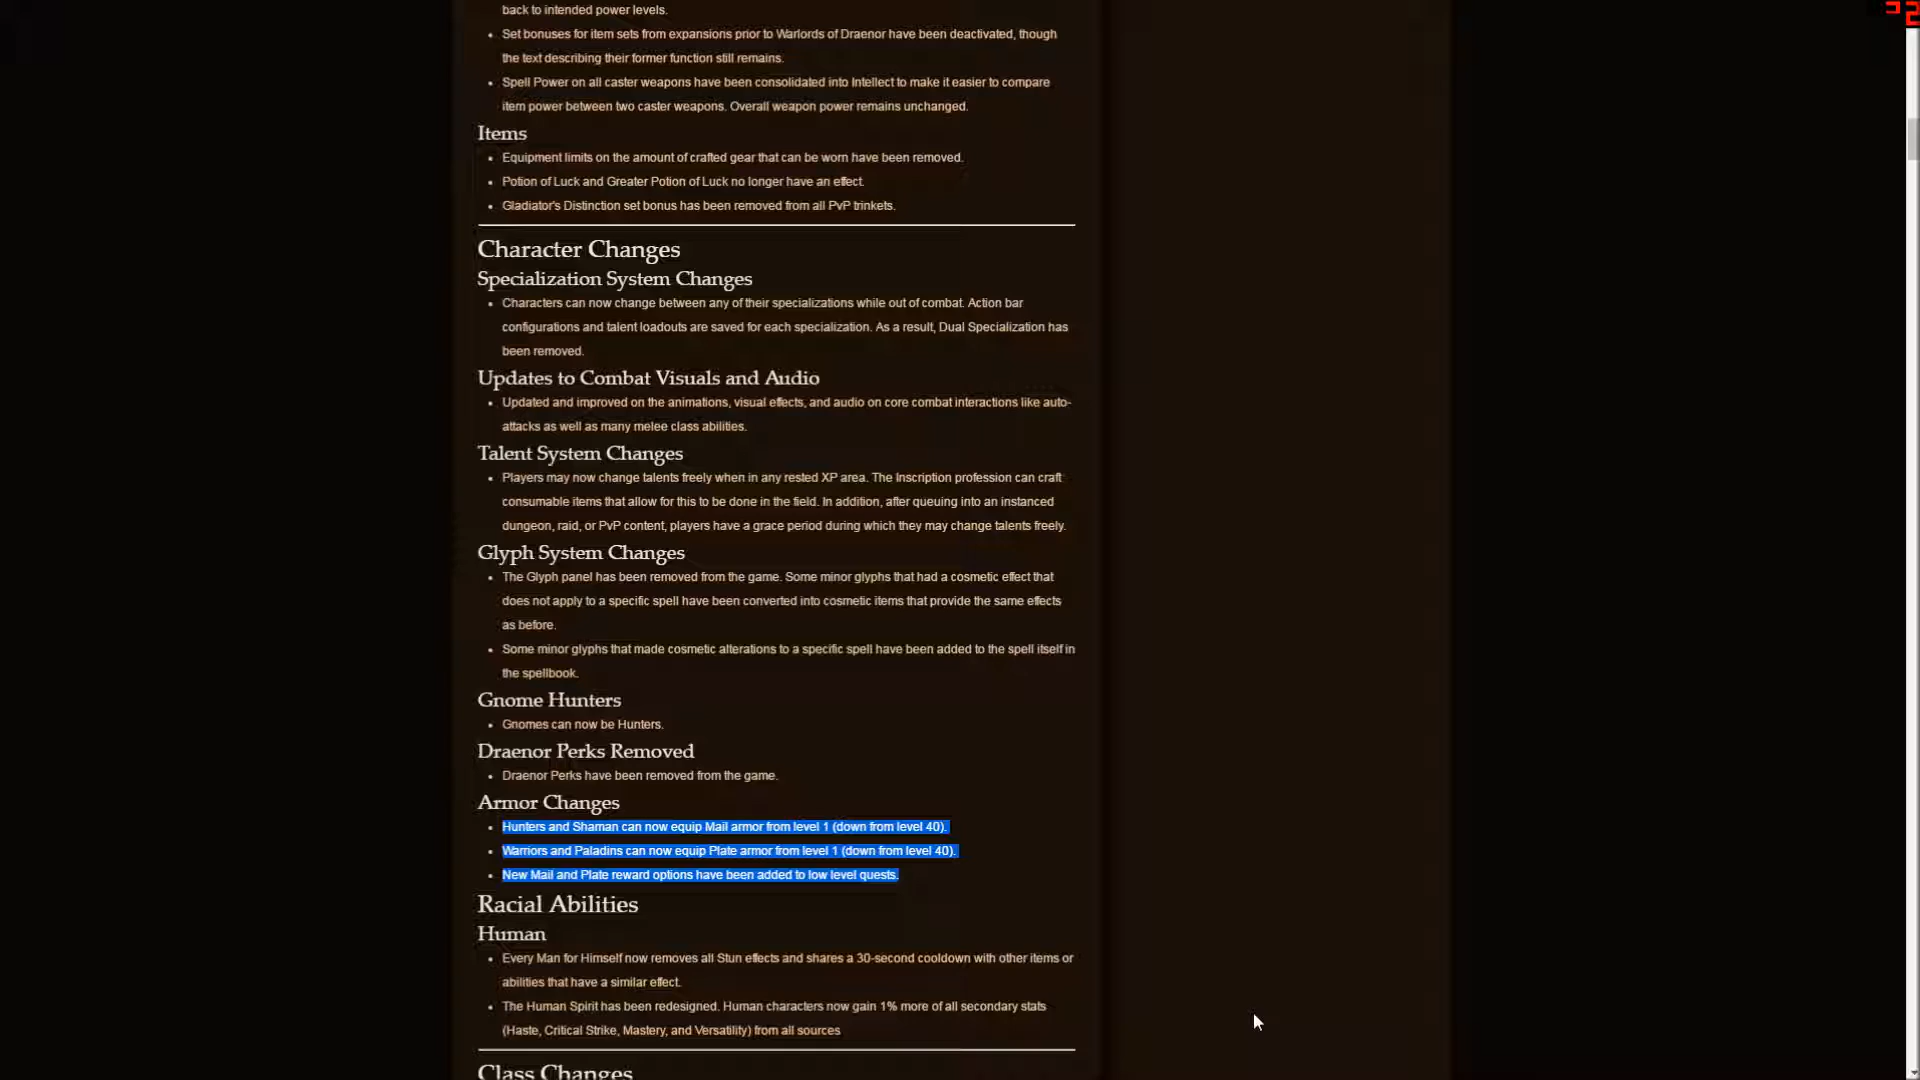 back to intended power levels.
Set bonuses for item sets from expansions prior to Warlords of Draenor have been deactivated, though
the text describing their former function still remains.
Spell Power on all caster weapons have been consolidated into Intellect to make it easier to compare
item power between two caster weapons. Overall weapon power remains unchanged.
Items
Equipment limits on the amount of crafted gear that can be worn have been removed.
Potion of Luck and Greater Potion of Luck no longer have an effect.
Gladiator's Distinction set bonus has been removed from all PvP trinkets.
Character Changes
Specialization System Changes
Characters can now change between any of their specializations while out of combat. Action bar
configurations and talent loadouts are saved for each specialization. As a result, Dual Specialization has
been removed.
Updates to Combat Visuals and Audio
Updated and improved on the animations, visual effects, and audio on core combat interactions like auto-
attacks as well as many melee class abilities.
Talent System Changes
Players may now change talents freely when in any rested XP area. The Inscription profession can craft
consumable items that allow for this to be done in the field. In addition, after queuing into an instanced
dungeon, raid, or PvP content, players have a grace period during which they may change talents freely.
Glyph System Changes
The Glyph panel has been removed from the game. Some minor glyphs that had a cosmetic effect that
does not apply to a specific spell have been converted into cosmetic items that provide the same effects
as before.
Some minor glyphs that made cosmetic alterations to a specific spell have been added to the spell itself in
the spellbook.
Gnome Hunters
Gnomes can now be Hunters.
Draenor Perks Removed
Draenor Perks have been removed from the game.
Armor Changes
Hunters and Shaman can now equip Mail armor from level 1 (down from level 40).
Warriors and Paladins can now equip Plate armor from level 1 (down from level 40).
New Mail and Plate reward options have been added to low level quests.
Racial Abilities
Human
Every Man for Himself now removes all Stun effects and shares a 30-second cooldown with other items or
abilities that have a similar effect.
The Human Spirit has been redesigned. Human characters now gain 1% more of all secondary stats
(Haste, Critical Strike, Mastery, and Versatility) from all sources
Class Changes